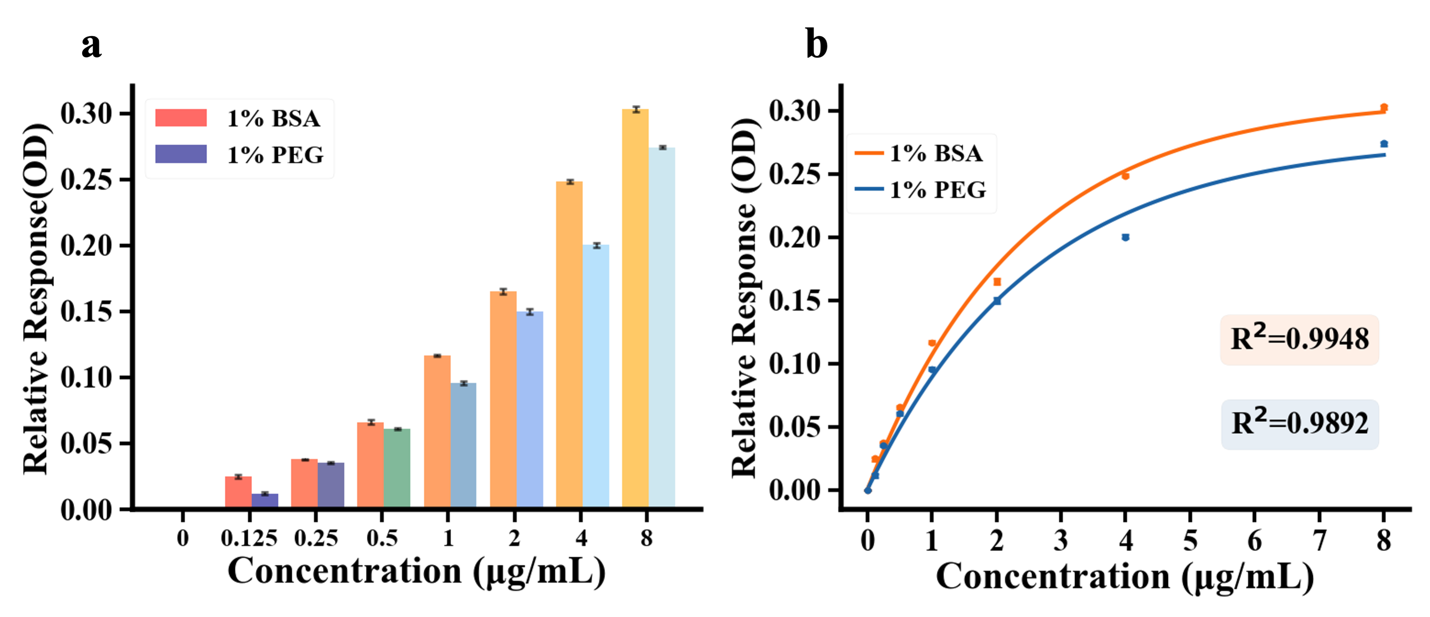 a
Relative Response(OD)
0.30
0.25
0.20
0.15
0.10
0.05
0.00
1% BSA
1% PEG
0 0.125 0.25 0.5 1 2 4 8
Concentration (μg/mL)
b
Relative Response (OD)
0.30
0.25
0.20
0.15
0.10
0.05
0.00
1% BSA
1% PEG
R²=0.9948
R²=0.9892
0 1 2 3 4 5 6 7 8
Concentration (μg/mL)